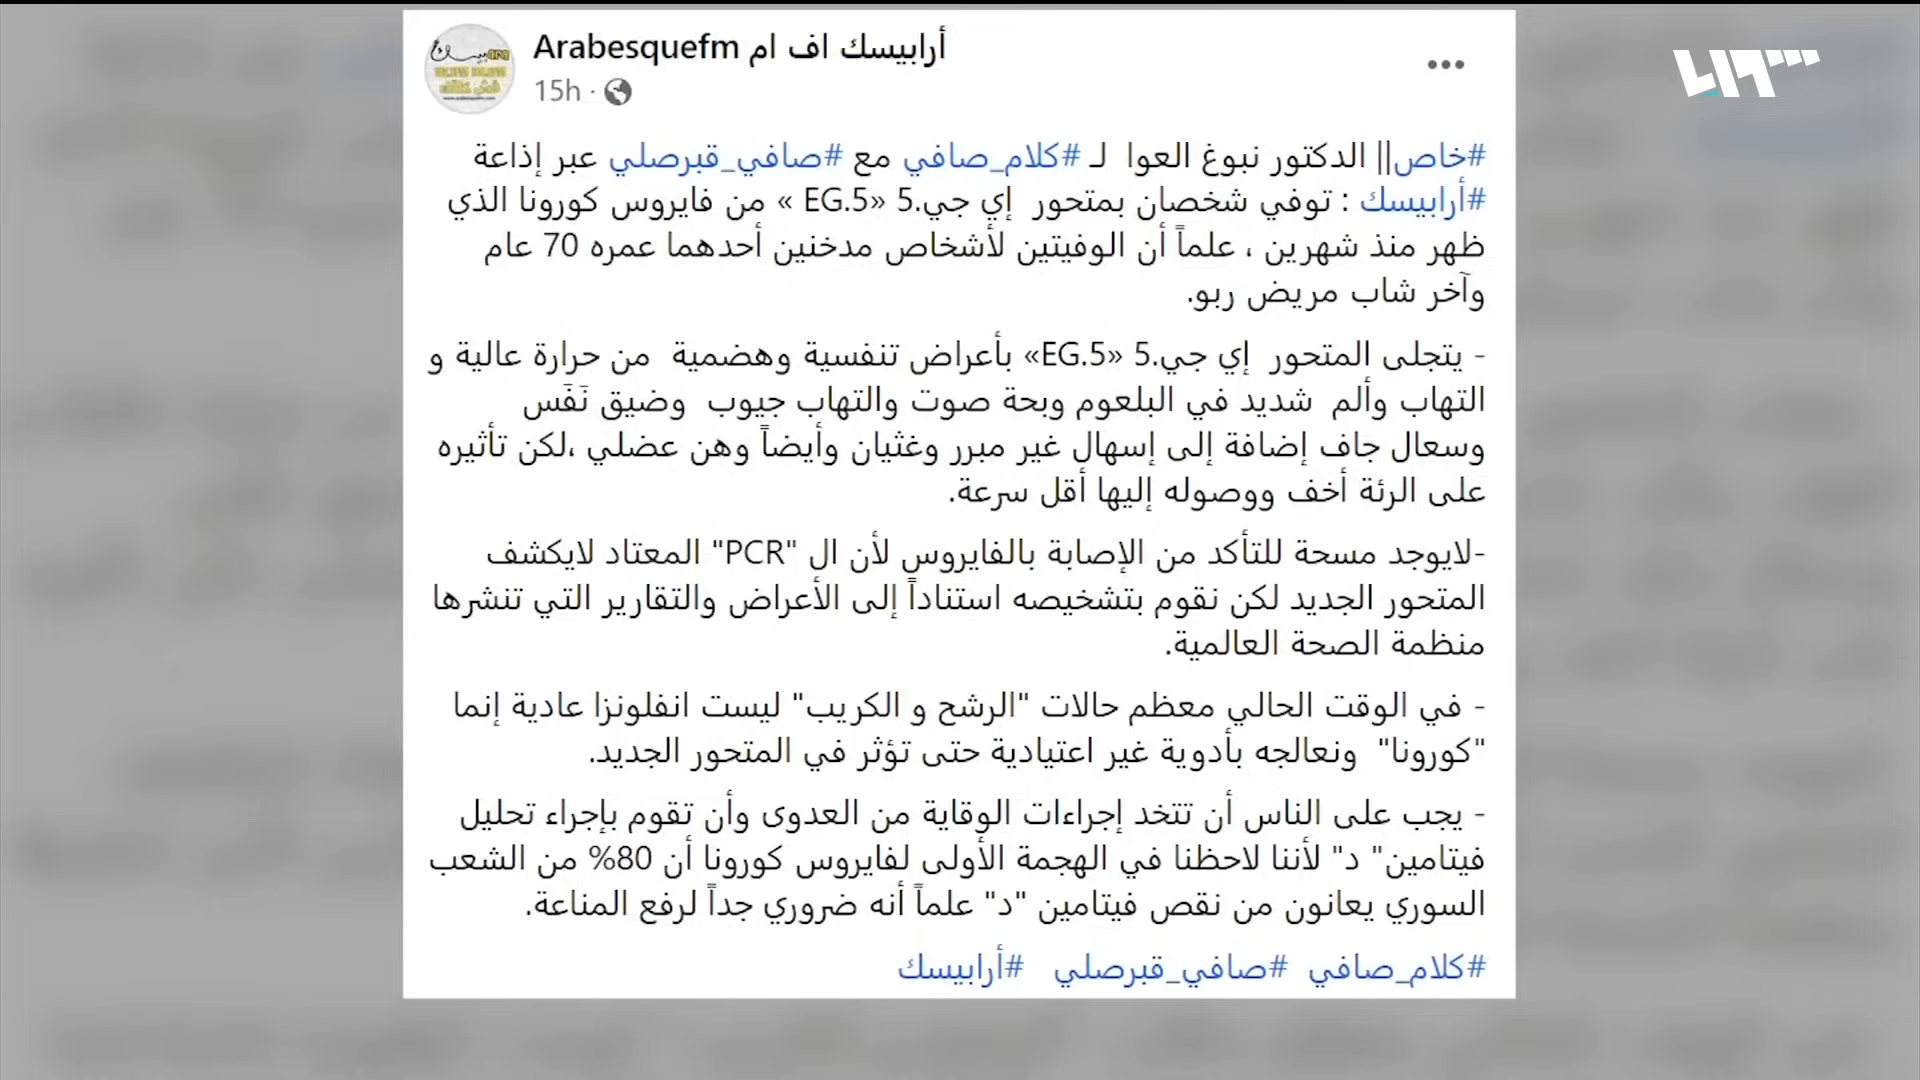 Arabesquefm أرابيسك اف ام
15h ·
#خاص|| الدكتور نبوغ العوا لـ #كلام_صافي مع #صافي_قبرصلي عبر إذاعة
#أرابيسك : توفي شخصان بمتحور إي جي.5 «EG.5 » من فايروس كورونا الذي
ظهر منذ شهرين ، علماً أن الوفيتين لأشخاص مدخنين أحدهما عمره 70 عام
وآخر شاب مريض ربو.
- يتجلى المتحور إي جي.5 «EG.5» بأعراض تنفسية وهضمية من حرارة عالية و
التهاب وألم شديد في البلعوم وبحة صوت والتهاب جيوب وضيق نَفَس
وسعال جاف إضافة إلى إسهال غير مبرر وغثيان وأيضاً وهن عضلي ،لكن تأثيره
على الرئة أخف ووصوله إليها أقل سرعة.
-لايوجد مسحة للتأكد من الإصابة بالفايروس لأن ال "PCR" المعتاد لايكشف
المتحور الجديد لكن نقوم بتشخيصه استناداً إلى الأعراض والتقارير التي تنشرها
منظمة الصحة العالمية.
- في الوقت الحالي معظم حالات "الرشح و الكريب" ليست انفلونزا عادية إنما
"كورونا" ونعالجه بأدوية غير اعتيادية حتى تؤثر في المتحور الجديد.
- يجب على الناس أن تتخد إجراءات الوقاية من العدوى وأن تقوم بإجراء تحليل
فيتامين" د" لأننا لاحظنا في الهجمة الأولى لفايروس كورونا أن 80% من الشعب
السوري يعانون من نقص فيتامين "د" علماً أنه ضروري جداً لرفع المناعة.
#كلام_صافي #صافي_قبرصلي #أرابيسك